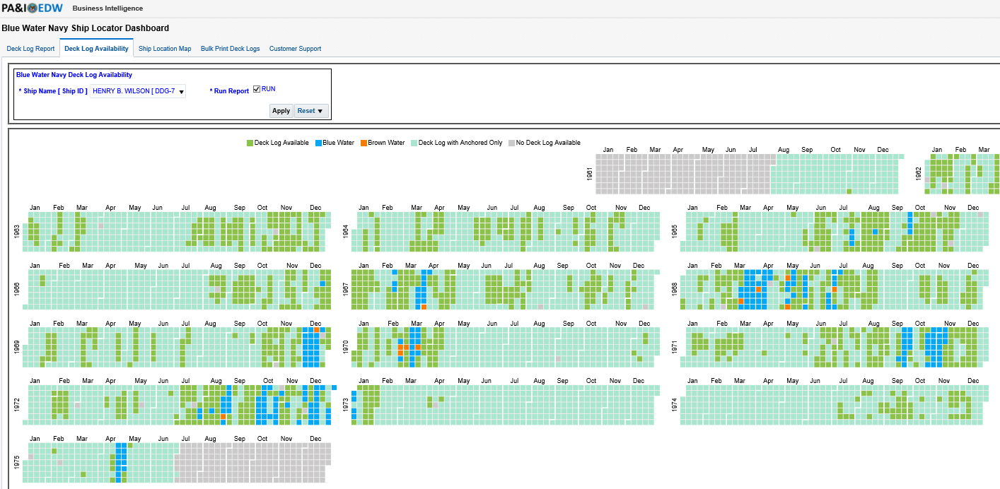 PA&I EDW Business Intelligence
Blue Water Navy Ship Locator Dashboard
Deck Log Report Deck Log Availability Ship Location Map Bulk Print Deck Logs Customer Support
Blue Water Navy Deck Log Availability
* Ship Name [ Ship ID ] HENRY B. WILSON [ DDG-7 * Run Report RUN
Apply Reset
Deck Log Available Blue Water Brown Water Deck Log with Anchored Only No Deck Log Available
Jan Feb Mar Apr May Jun Jul Aug Sep Oct Nov Dec
1961
Jan Feb Mar
1962
Jan Feb Mar Apr May Jun Jul Aug Sep Oct Nov Dec
1963
Jan Feb Mar Apr May Jun Jul Aug Sep Oct Nov Dec
1964
Jan Feb Mar Apr May Jun Jul Aug Sep Oct Nov Dec
1965
Jan Feb Mar Apr May Jun Jul Aug Sep Oct Nov Dec
1966
Jan Feb Mar Apr May Jun Jul Aug Sep Oct Nov Dec
1967
Jan Feb Mar Apr May Jun Jul Aug Sep Oct Nov Dec
1968
Jan Feb Mar Apr May Jun Jul Aug Sep Oct Nov Dec
1969
Jan Feb Mar Apr May Jun Jul Aug Sep Oct Nov Dec
1970
Jan Feb Mar Apr May Jun Jul Aug Sep Oct Nov Dec
1971
Jan Feb Mar Apr May Jun Jul Aug Sep Oct Nov Dec
1972
Jan Feb Mar Apr May Jun Jul Aug Sep Oct Nov Dec
1973
Jan Feb Mar Apr May Jun Jul Aug Sep Oct Nov Dec
1974
Jan Feb Mar Apr May Jun Jul Aug Sep Oct Nov Dec
1975